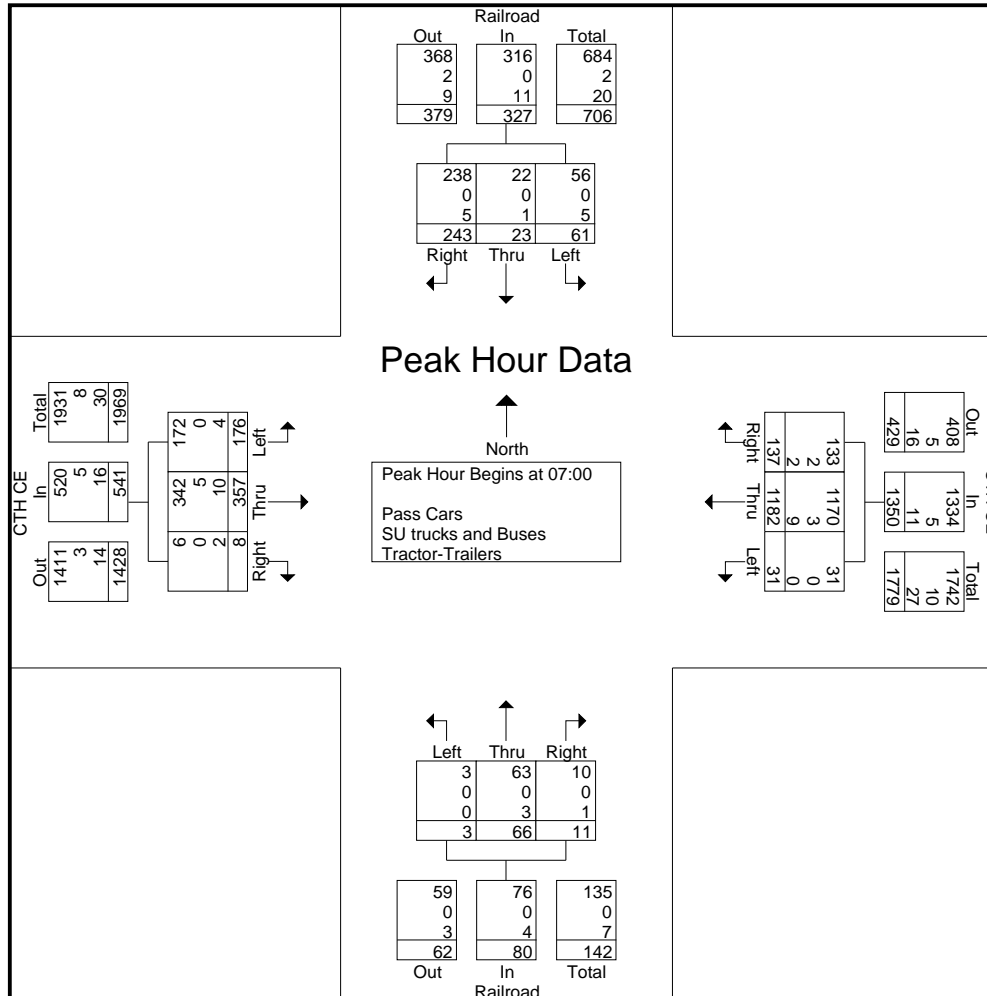 Railroad
Out In Total
368 316 684
2 0 2
9 11 20
379 327 706
238 22 56
0 0 0
5 1 5
243 23 61
Right Thru Left
Peak Hour Data
North
Peak Hour Begins at 07:00
Pass Cars
SU trucks and Buses
Tractor-Trailers
CTH CE
Out In Total
1411 520 1931
3 5 8
14 16 30
1428 541 1969
Right Thru Left
6 342 172
0 5 0
2 10 4
8 357 176
Out In Total
408 1334 1742
5 5 10
16 11 27
429 1350 1779
Right Thru Left
133 1170 31
2 3 0
2 9 0
137 1182 31
Left Thru Right
3 63 10
0 0 0
0 3 1
3 66 11
59 76 135
0 0 0
3 4 7
62 80 142
Out In Total
Railroad